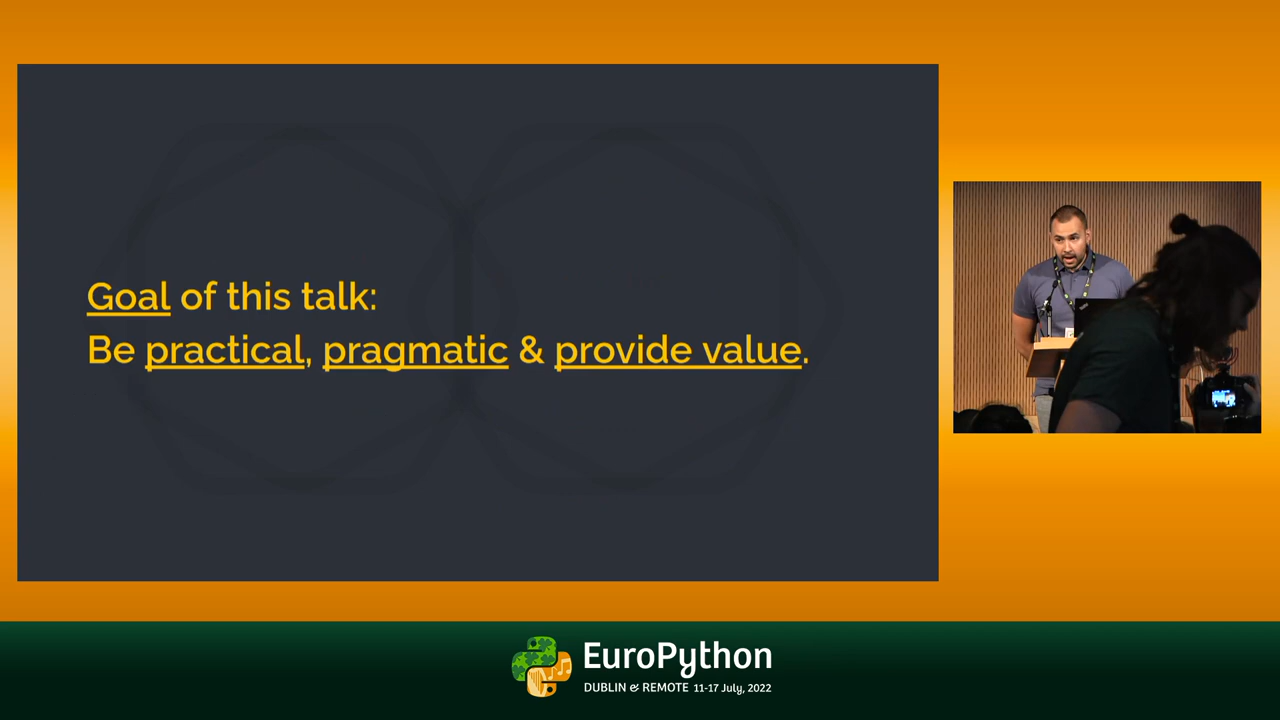 Goal of this talk:
Be practical, pragmatic & provide value.
EuroPython
DUBLIN & REMOTE 11-17 July, 2022